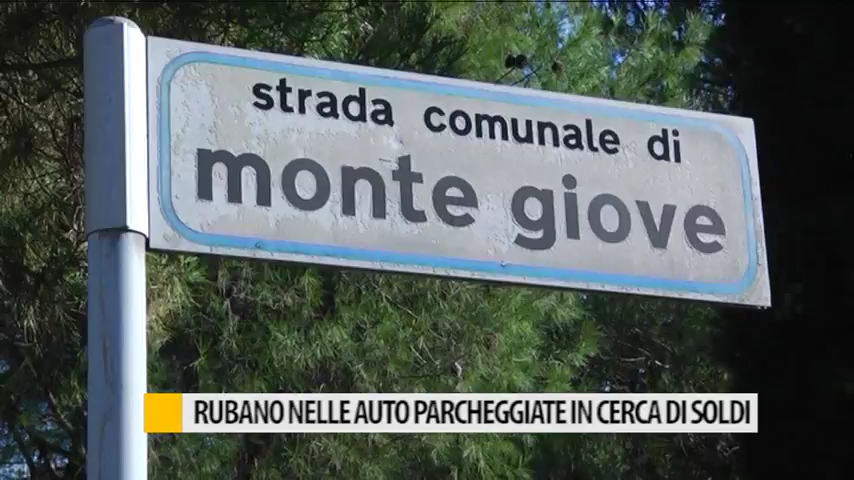 strada comunale di
monte giove
RUBANO NELLE AUTO PARCHEGGIATE IN CERCA DI SOLDI